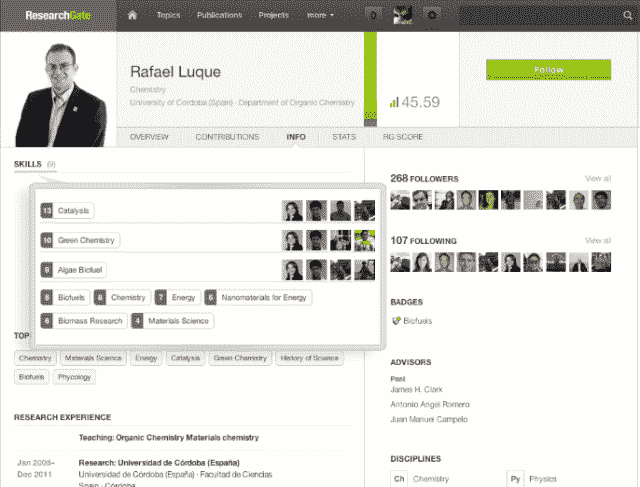 ResearchGate
Topics Publications Projects more
Rafael Luque
Chemistry
University of Cordoba (Spain) · Department of Organic Chemistry
45.59
Follow
OVERVIEW CONTRIBUTIONS INFO STATS RG SCORE
SKILLS (9)
13 Catalysis
10 Green Chemistry
9 Algae Biofuel
8 Biofuels 8 Chemistry 7 Energy 6 Nanomaterials for Energy
6 Biomass Research 4 Materials Science
TOP
Chemistry Materials Science Energy Catalysis Green Chemistry History of Science
Biofuels Phycology
RESEARCH EXPERIENCE
Teaching: Organic Chemistry Materials chemistry
Jan 2008– Research: Universidad de Córdoba (España)
Dec 2011 Universidad de Córdoba (España) · Facultad de Ciencias
Spain · Córdoba
268 FOLLOWERS View all
107 FOLLOWING View all
BADGES
Biofuels
ADVISORS
Past
James H. Clark
Antonio Angel Romero
Juan Manuel Campelo
DISCIPLINES
Ch Chemistry Py Physics